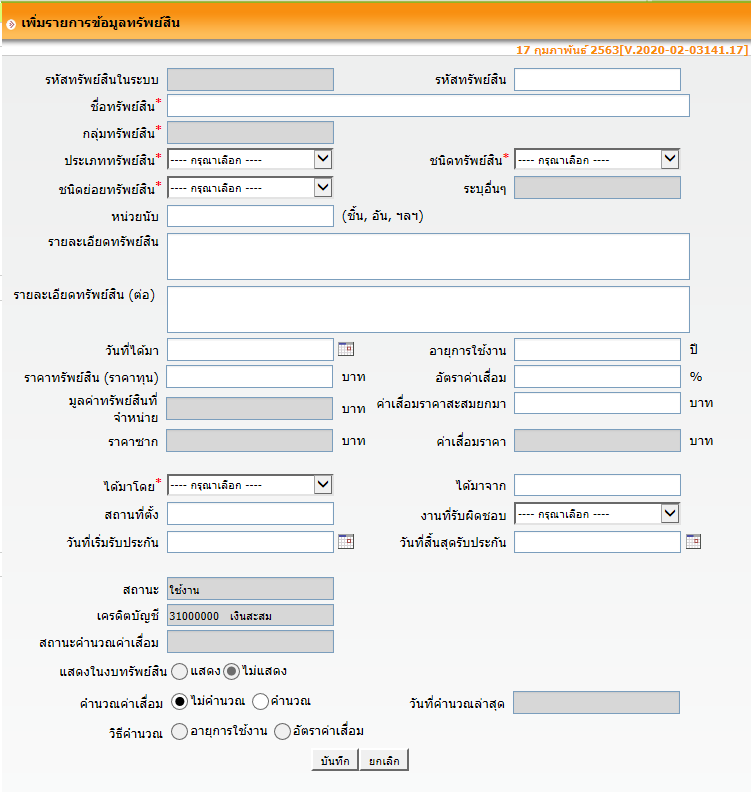 เพิ่มรายการข้อมูลทรัพย์สิน
17 กุมภาพันธ์ 2563[V.2020-02-03141.17]
รหัสทรัพย์สินในระบบ รหัสทรัพย์สิน
ชื่อทรัพย์สิน*
กลุ่มทรัพย์สิน*
ประเภททรัพย์สิน* ---- กรุณาเลือก ---- ชนิดทรัพย์สิน* ---- กรุณาเลือก ----
ชนิดย่อยทรัพย์สิน* ---- กรุณาเลือก ---- ระบุอื่นๆ
หน่วยนับ (ชิ้น, อัน, ฯลฯ)
รายละเอียดทรัพย์สิน
รายละเอียดทรัพย์สิน (ต่อ)
วันที่ได้มา อายุการใช้งาน ปี
ราคาทรัพย์สิน (ราคาทุน) บาท อัตราค่าเสื่อม %
มูลค่าทรัพย์สินที่
จำหน่าย บาท ค่าเสื่อมราคาสะสมยกมา บาท
ราคาซาก บาท ค่าเสื่อมราคา บาท
ได้มาโดย* ---- กรุณาเลือก ---- ได้มาจาก
สถานที่ตั้ง งานที่รับผิดชอบ ---- กรุณาเลือก ----
วันที่เริ่มรับประกัน วันที่สิ้นสุดรับประกัน
สถานะ ใช้งาน
เครดิตบัญชี 31000000 เงินสะสม
สถานะคำนวณค่าเสื่อม
แสดงในงบทรัพย์สิน แสดง ไม่แสดง
คำนวณค่าเสื่อม ไม่คำนวณ คำนวณ วันที่คำนวณล่าสุด
วิธีคำนวณ อายุการใช้งาน อัตราค่าเสื่อม
บันทึก ยกเลิก